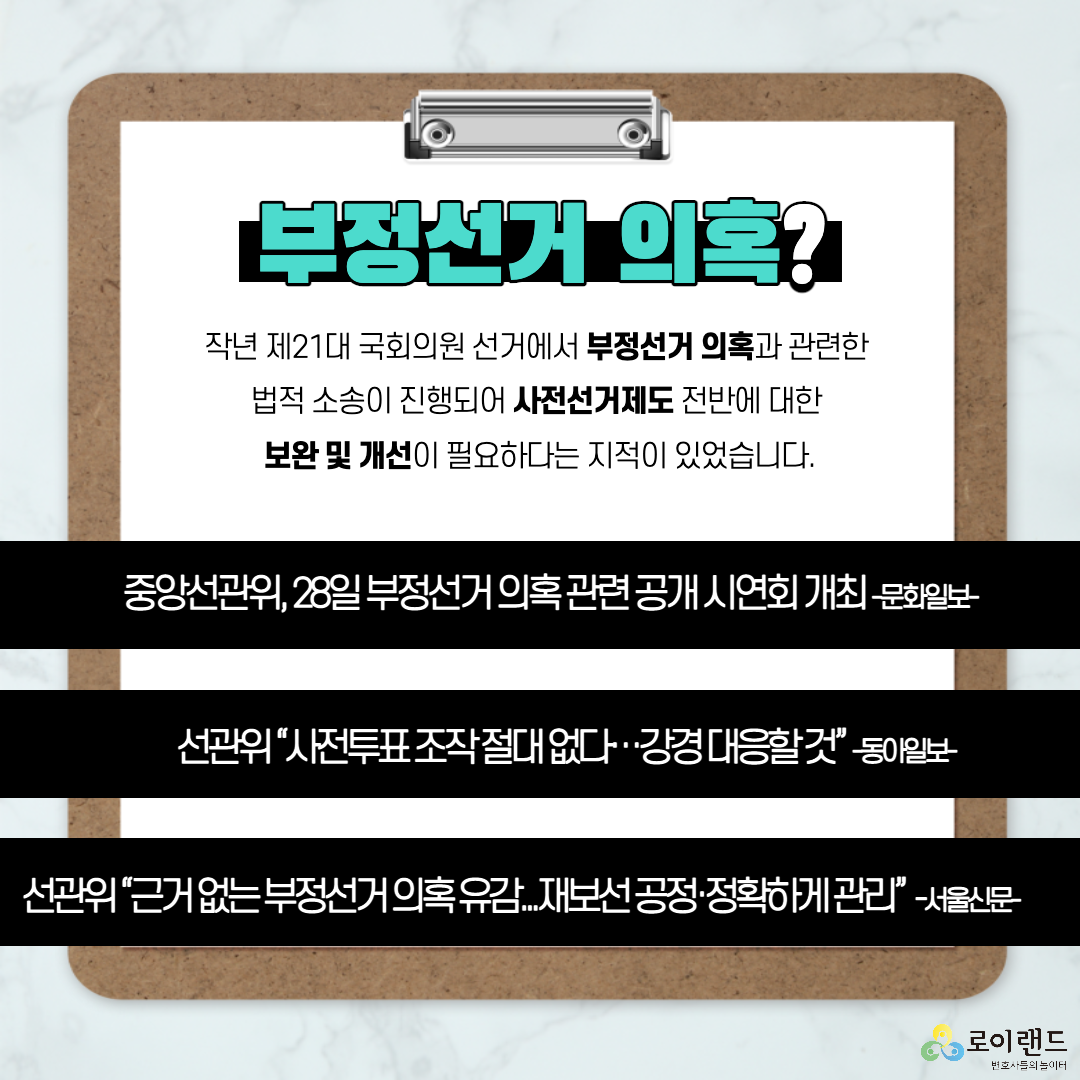 부정선거 의혹?
작년 제21대 국회의원 선거에서 부정선거 의혹과 관련한
법적 소송이 진행되어 사전선거제도 전반에 대한
보완 및 개선이 필요하다는 지적이 있었습니다.
중앙선관위, 28일 부정선거 의혹 관련 공개 시연회 개최 -문화일보-
선관위 “사전투표 조작 절대 없다…강경 대응할 것” -동아일보-
선관위 “근거 없는 부정선거 의혹 유감...재보선 공정·정확하게 관리” -서울신문-
로이랜드
변호사들의 놀이터